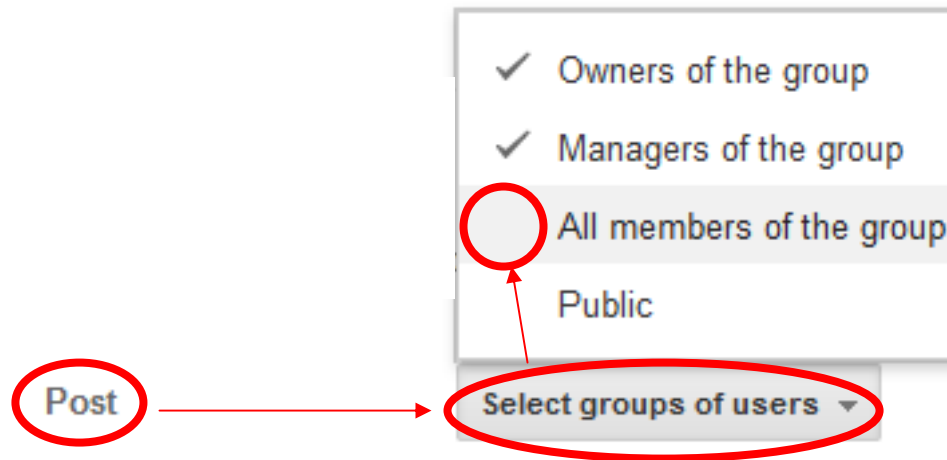 Owners of the group
Managers of the group
All members of the group
Public
Post
Select groups of users